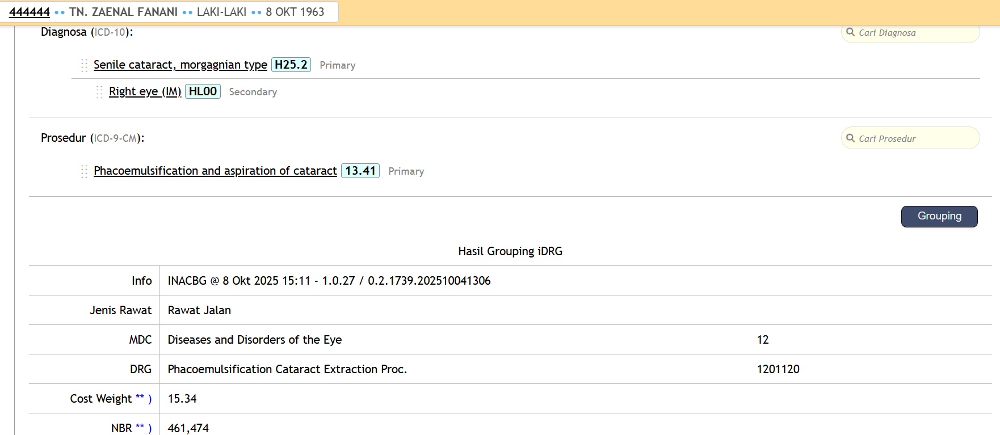 444444 •• TN. ZAENAL FANANI •• LAKI-LAKI •• 8 OKT 1963
Diagnosa (ICD-10):
Cari Diagnosa
Senile cataract, morgagnian type H25.2 Primary
Right eye (IM) HL00 Secondary
Prosedur (ICD-9-CM):
Cari Prosedur
Phacoemulsification and aspiration of cataract 13.41 Primary
Grouping
Hasil Grouping iDRG
Info INACBG @ 8 Okt 2025 15:11 - 1.0.27 / 0.2.1739.202510041306
Jenis Rawat Rawat Jalan
MDC Diseases and Disorders of the Eye 12
DRG Phacoemulsification Cataract Extraction Proc. 1201120
Cost Weight ** ) 15.34
NBR ** ) 461,474